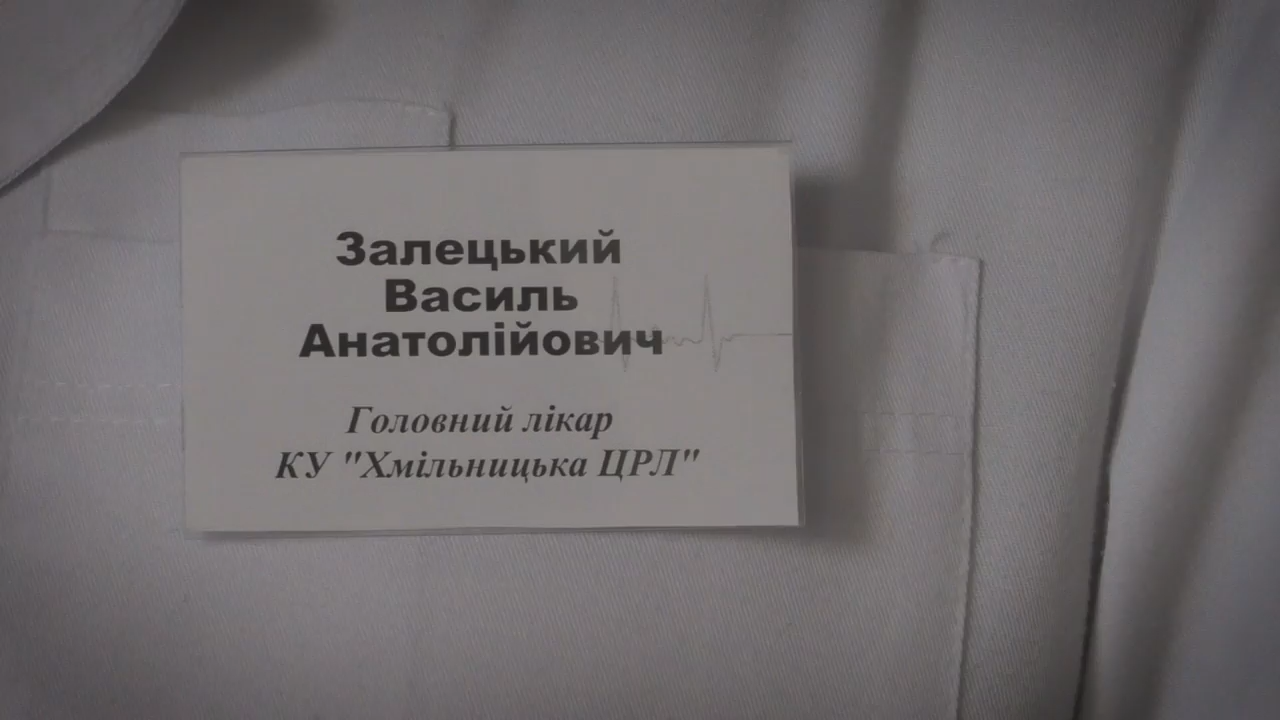 Залецький
Василь
Анатолійович
Головний лікар
КУ "Хмільницька ЦРЛ"